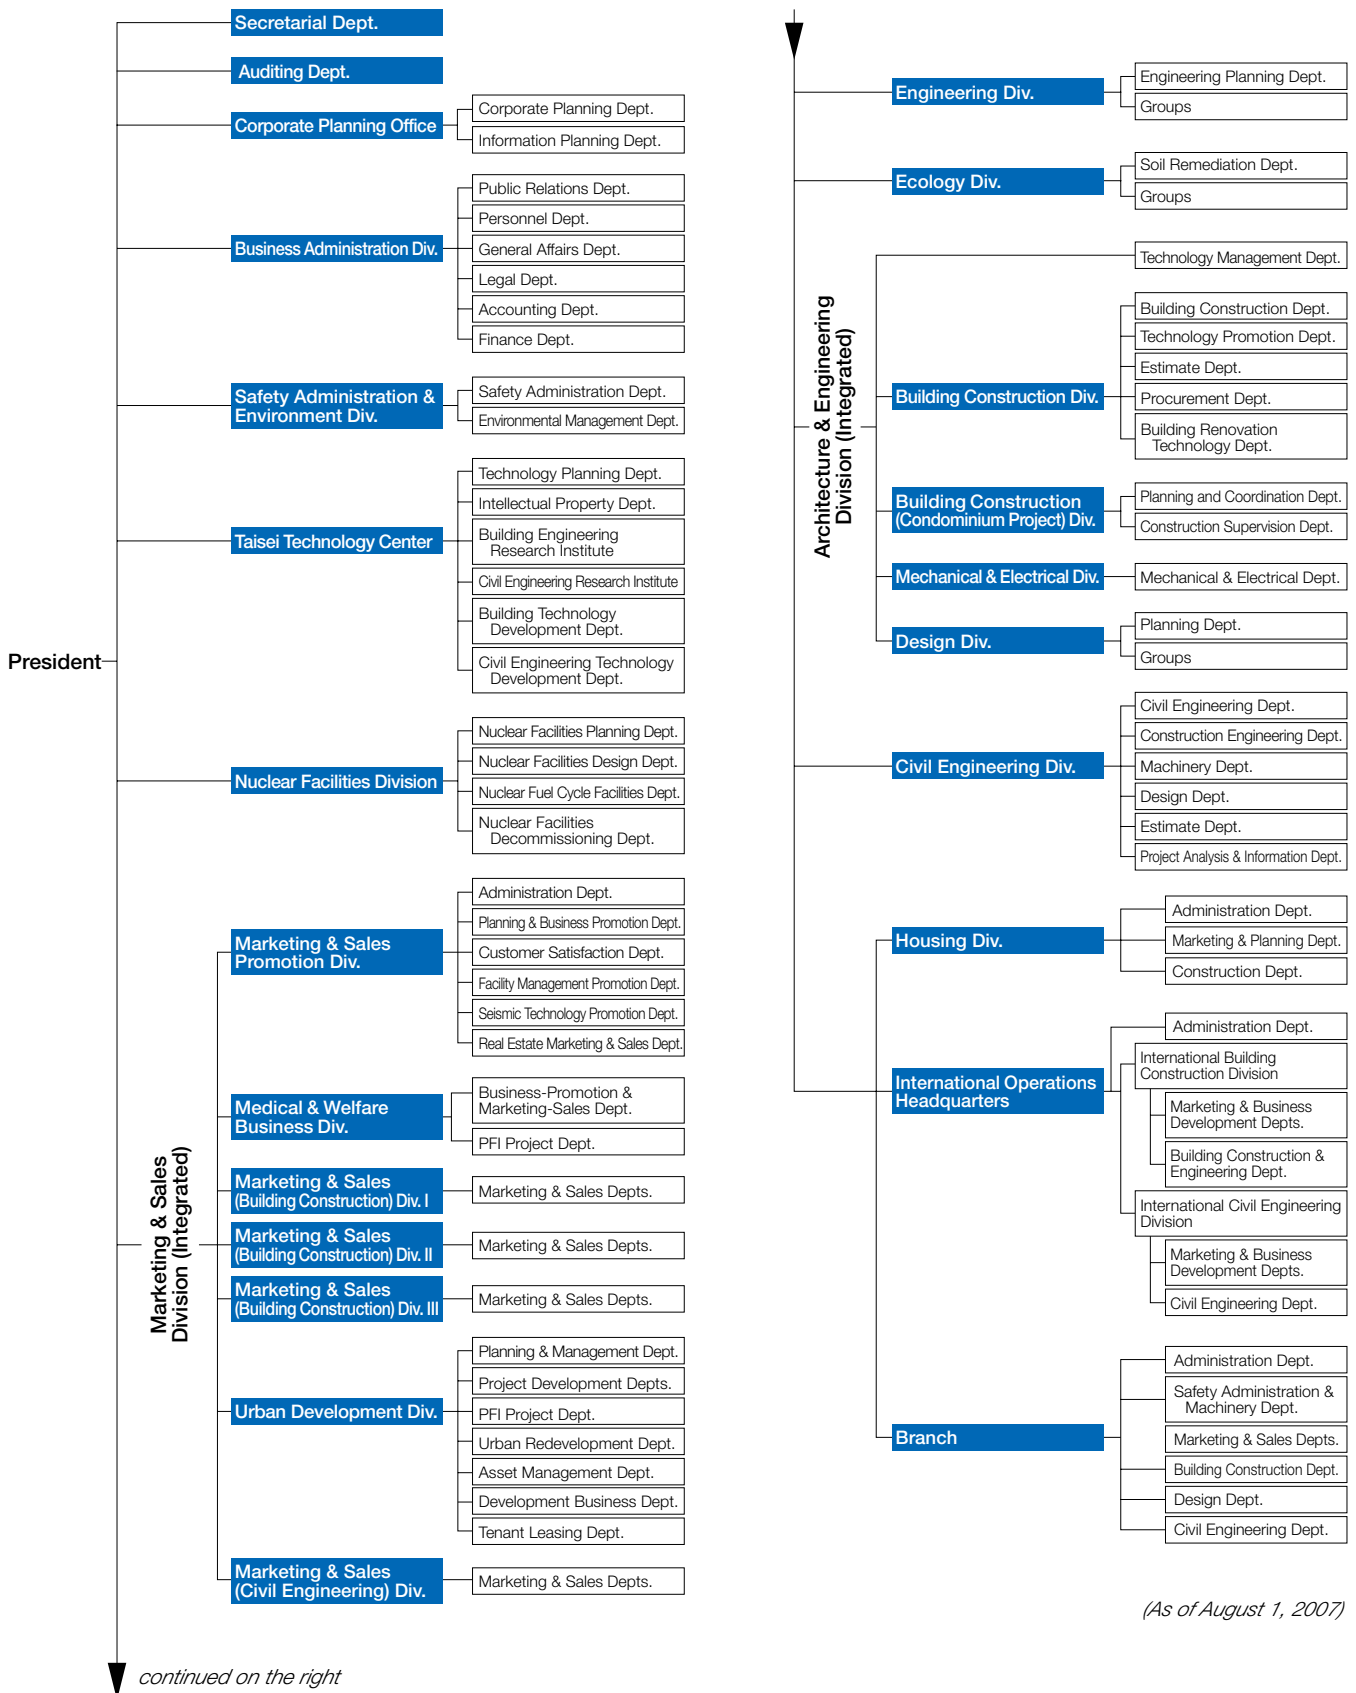 Secretarial Dept.
Auditing Dept.
Corporate Planning Office
Corporate Planning Dept.
Information Planning Dept.
Business Administration Div.
Public Relations Dept.
Personnel Dept.
General Affairs Dept.
Legal Dept.
Accounting Dept.
Finance Dept.
Safety Administration &
Environment Div.
Safety Administration Dept.
Environmental Management Dept.
Taisei Technology Center
Technology Planning Dept.
Intellectual Property Dept.
Building Engineering
Research Institute
Civil Engineering Research Institute
Building Technology
Development Dept.
Civil Engineering Technology
Development Dept.
President
Nuclear Facilities Division
Nuclear Facilities Planning Dept.
Nuclear Facilities Design Dept.
Nuclear Fuel Cycle Facilities Dept.
Nuclear Facilities
Decommissioning Dept.
Marketing & Sales
Division (Integrated)
Marketing & Sales
Promotion Div.
Administration Dept.
Planning & Business Promotion Dept.
Customer Satisfaction Dept.
Facility Management Promotion Dept.
Seismic Technology Promotion Dept.
Real Estate Marketing & Sales Dept.
Medical & Welfare
Business Div.
Business-Promotion &
Marketing-Sales Dept.
PFI Project Dept.
Marketing & Sales
(Building Construction) Div. I
Marketing & Sales Depts.
Marketing & Sales
(Building Construction) Div. II
Marketing & Sales Depts.
Marketing & Sales
(Building Construction) Div. III
Marketing & Sales Depts.
Urban Development Div.
Planning & Management Dept.
Project Development Depts.
PFI Project Dept.
Urban Redevelopment Dept.
Asset Management Dept.
Development Business Dept.
Tenant Leasing Dept.
Marketing & Sales
(Civil Engineering) Div.
Marketing & Sales Depts.
continued on the right
Engineering Div.
Engineering Planning Dept.
Groups
Ecology Div.
Soil Remediation Dept.
Groups
Architecture & Engineering
Division (Integrated)
Technology Management Dept.
Building Construction Div.
Building Construction Dept.
Technology Promotion Dept.
Estimate Dept.
Procurement Dept.
Building Renovation
Technology Dept.
Building Construction
(Condominium Project) Div.
Planning and Coordination Dept.
Construction Supervision Dept.
Mechanical & Electrical Div.
Mechanical & Electrical Dept.
Design Div.
Planning Dept.
Groups
Civil Engineering Div.
Civil Engineering Dept.
Construction Engineering Dept.
Machinery Dept.
Design Dept.
Estimate Dept.
Project Analysis & Information Dept.
Housing Div.
Administration Dept.
Marketing & Planning Dept.
Construction Dept.
International Operations
Headquarters
Administration Dept.
International Building
Construction Division
Marketing & Business
Development Depts.
Building Construction &
Engineering Dept.
International Civil Engineering
Division
Marketing & Business
Development Depts.
Civil Engineering Dept.
Branch
Administration Dept.
Safety Administration &
Machinery Dept.
Marketing & Sales Depts.
Building Construction Dept.
Design Dept.
Civil Engineering Dept.
(As of August 1, 2007)